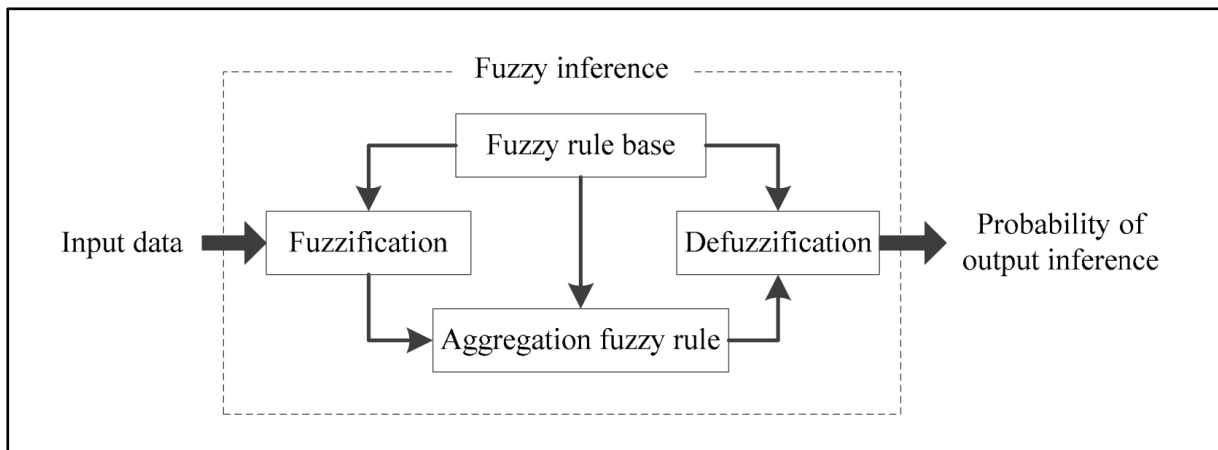 Fuzzy inference
Fuzzy rule base
Input data
Fuzzification
Defuzzification
Probability of
output inference
Aggregation fuzzy rule